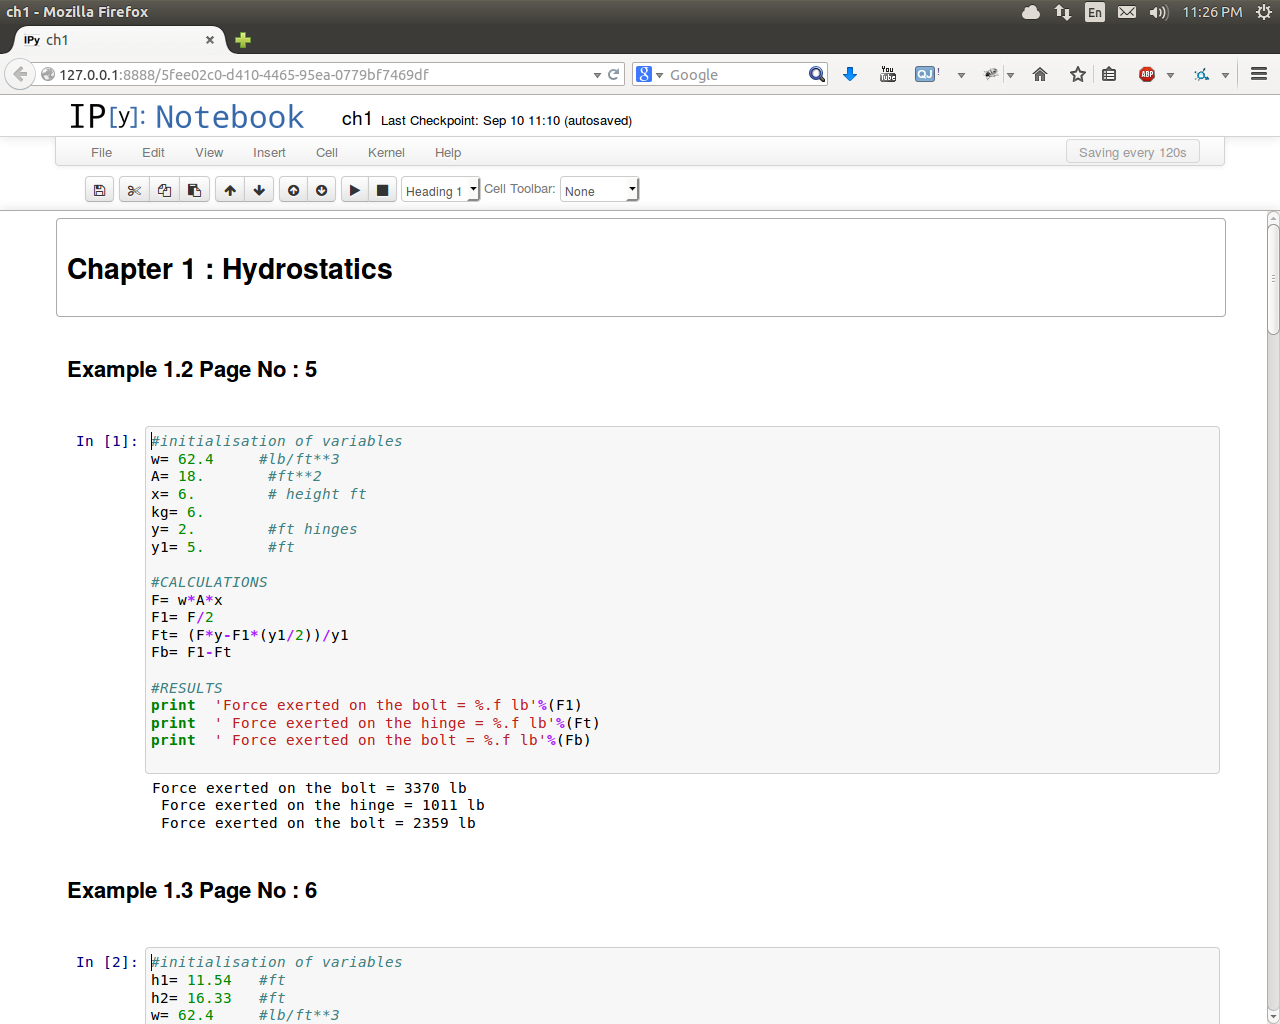 ch1 - Mozilla Firefox
En
11:26 PM
IPy ch1
127.0.0.1:8888/5fee02c0-d410-4465-95ea-0779bf7469df
8
Google
You Tube
QJ !
ABP
IP[y]: Notebook
ch1 Last Checkpoint: Sep 10 11:10 (autosaved)
File Edit View Insert Cell Kernel Help
Saving every 120s
Heading 1
Cell Toolbar:
None
Chapter 1 : Hydrostatics
Example 1.2 Page No : 5
In [1]: #initialisation of variables
w= 62.4     #lb/ft**3
A= 18.       #ft**2
x= 6.        # height ft
kg= 6.
y= 2.        #ft hinges
y1= 5.       #ft
#CALCULATIONS
F= w*A*x
F1= F/2
Ft= (F*y-F1*(y1/2))/y1
Fb= F1-Ft
#RESULTS
print  'Force exerted on the bolt = %.f lb'%(F1)
print  ' Force exerted on the hinge = %.f lb'%(Ft)
print  ' Force exerted on the bolt = %.f lb'%(Fb)
Force exerted on the bolt = 3370 lb
 Force exerted on the hinge = 1011 lb
 Force exerted on the bolt = 2359 lb
Example 1.3 Page No : 6
In [2]: #initialisation of variables
h1= 11.54   #ft
h2= 16.33   #ft
w= 62.4     #lb/ft**3